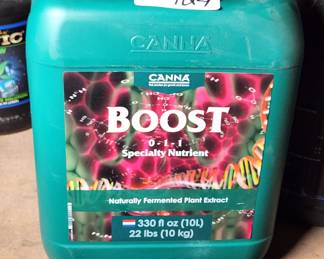 CANNA
CANNA
BOOST
0 - 1 - 1
Specialty Nutrient
Naturally Fermented Plant Extract
330 fl oz (10L)
22 lbs (10 kg)